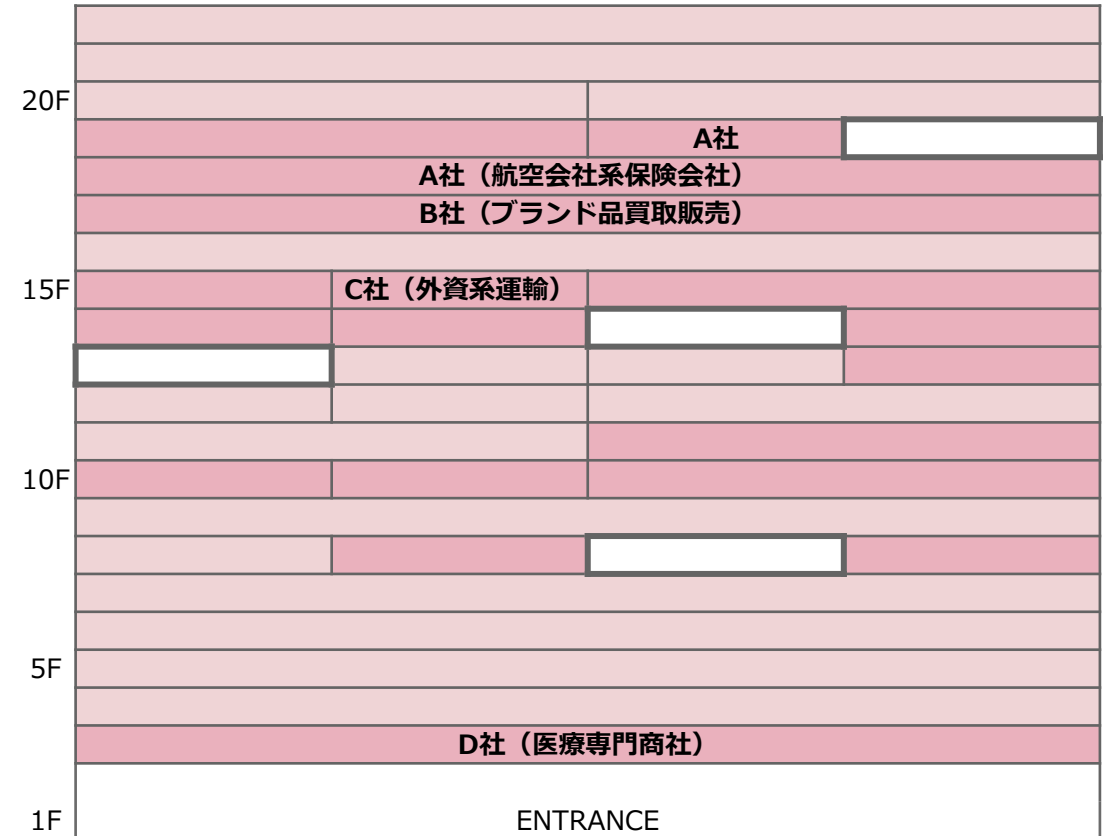 20F
A社
A社（航空会社系保険会社）
B社（ブランド品買取販売）
15F
C社（外資系運輸）
10F
5F
D社（医療専門商社）
1F
ENTRANCE